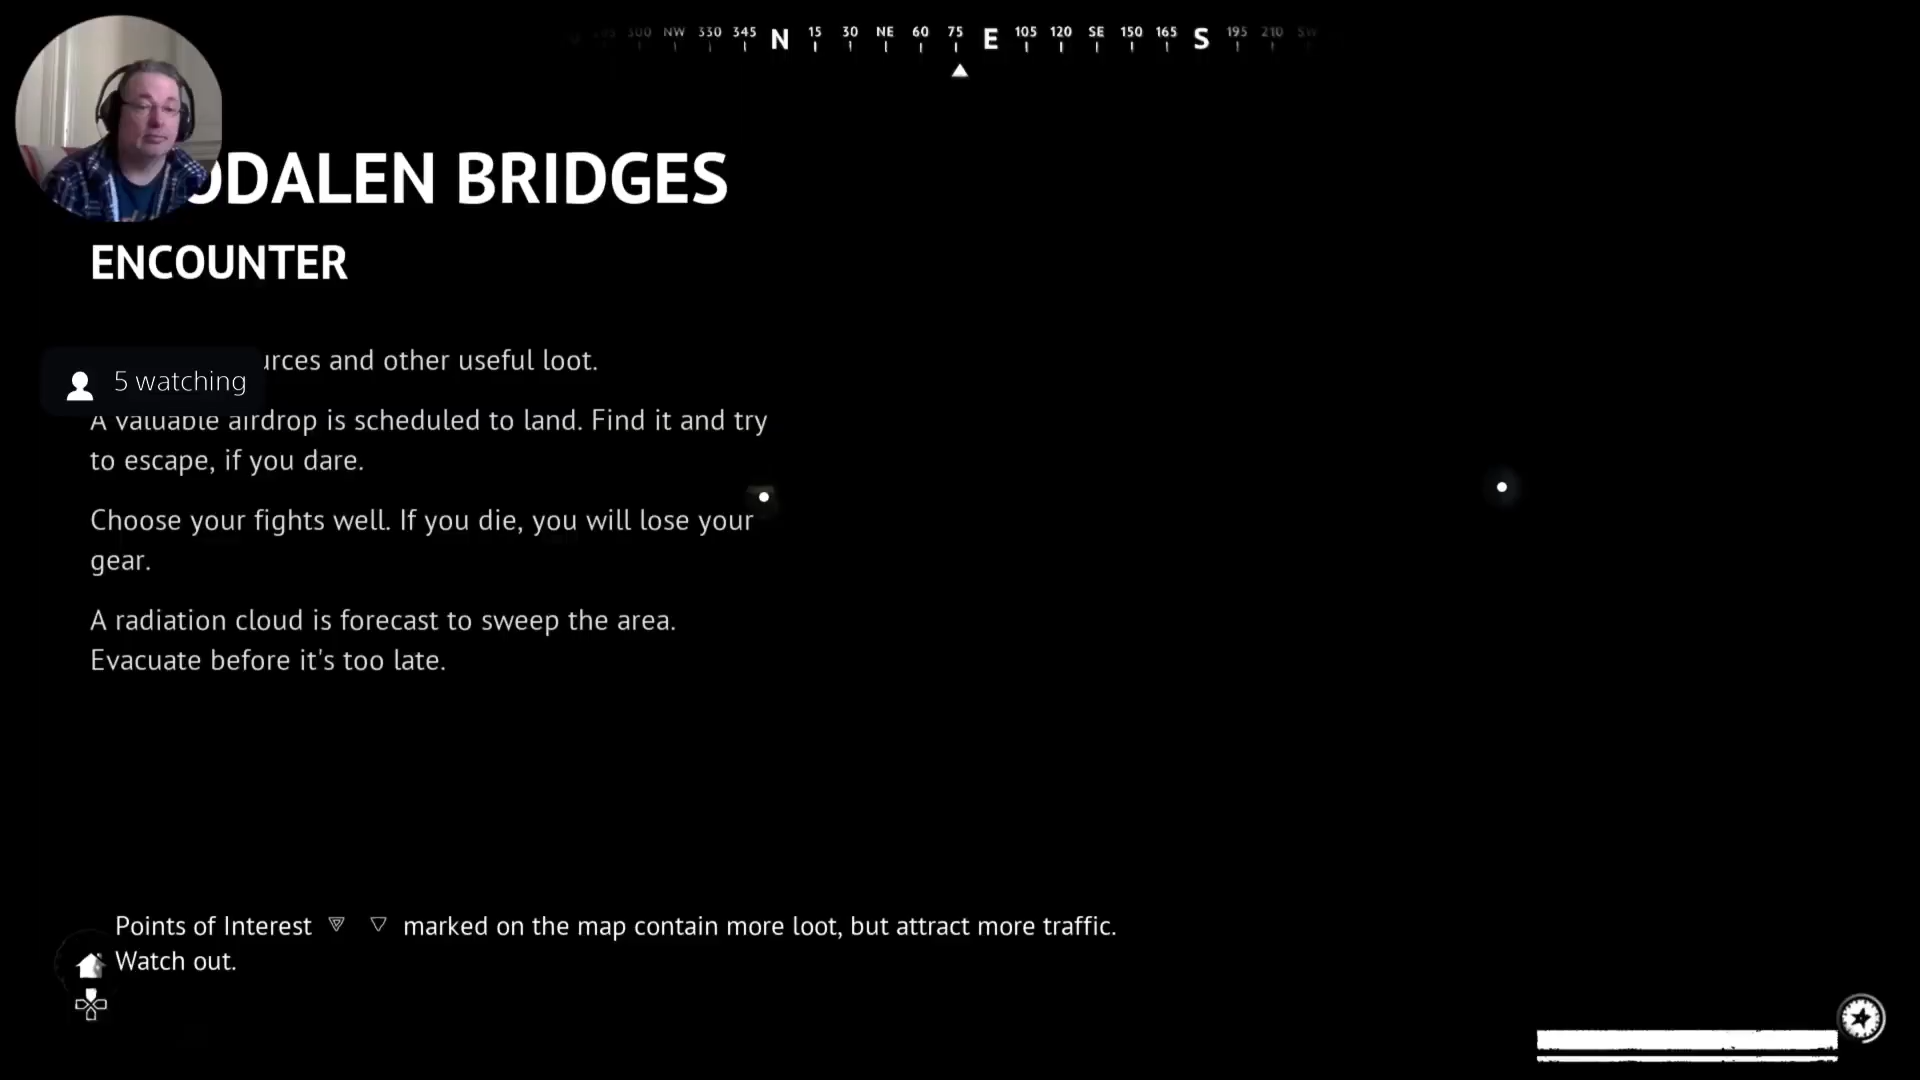 300 NW 330 345 N 15 30 NE 60 75 E 105 120 SE 150 165 S 195 210 SW
ODALEN BRIDGES
ENCOUNTER
urces and other useful loot.
5 watching
A valuable airdrop is scheduled to land. Find it and try
to escape, if you dare.
Choose your fights well. If you die, you will lose your
gear.
A radiation cloud is forecast to sweep the area.
Evacuate before it's too late.
Points of Interest marked on the map contain more loot, but attract more traffic.
Watch out.